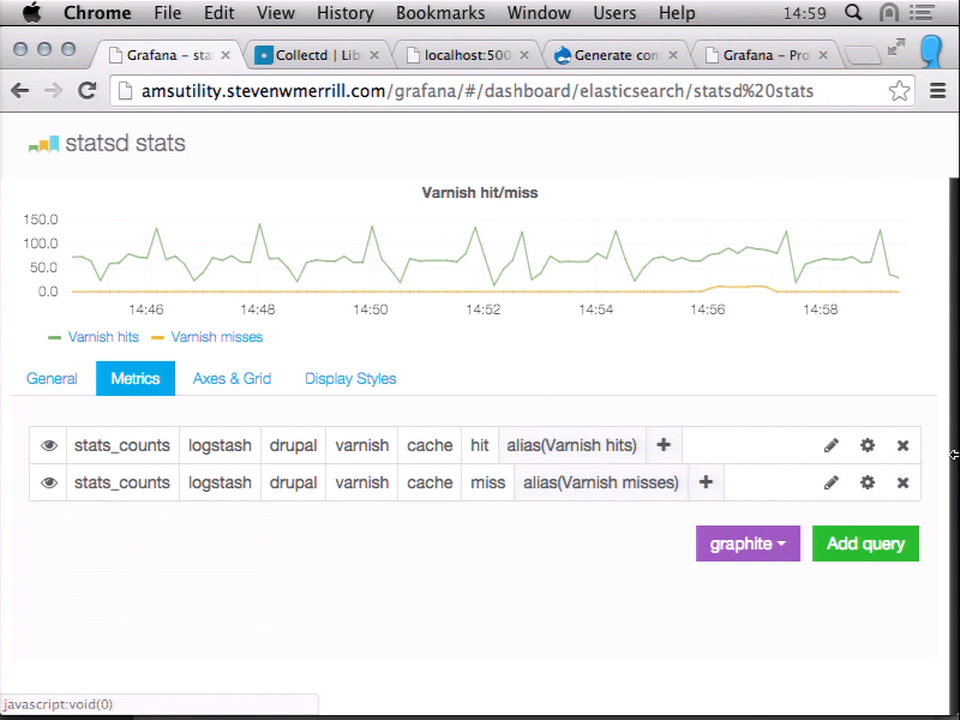 Chrome File Edit View History Bookmarks Window Users Help 14:59
Grafana – sta Collectd | Lib localhost:500 Generate con Grafana – Pro
amsutility.stevenwmerrill.com/grafana/#/dashboard/elasticsearch/statsd%20stats
statsd stats
Varnish hit/miss
150.0
100.0
50.0
0.0
14:46 14:48 14:50 14:52 14:54 14:56 14:58
Varnish hits Varnish misses
General Metrics Axes & Grid Display Styles
stats_counts logstash drupal varnish cache hit alias(Varnish hits) +
stats_counts logstash drupal varnish cache miss alias(Varnish misses) +
graphite Add query
javascript:void(0)